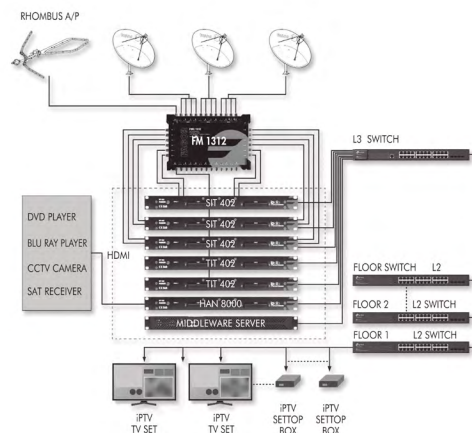 RHOMBUS A/P
FM 1312
L3 SWITCH
SIT 402
SIT 402
SIT 402
TIT 402
TIT 402
HAN 8000
MIDDLEWARE SERVER
DVD PLAYER
BLU RAY PLAYER
CCTV CAMERA
SAT RECEIVER
HDMI
FLOOR SWITCH L2
FLOOR 2 L2 SWITCH
FLOOR 1 L2 SWITCH
iPTV
TV SET
iPTV
TV SET
iPTV
SETTOP
BOX
iPTV
SETTOP
BOX